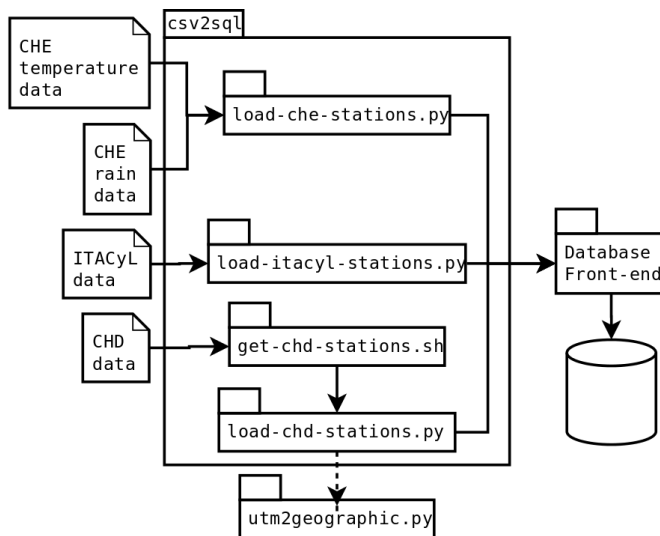 csv2sql
CHE
temperature
data
load-che-stations.py
CHE
rain
data
ITACyL
data
load-itacyl-stations.py
Database
Front-end
CHD
data
get-chd-stations.sh
load-chd-stations.py
utm2geographic.py